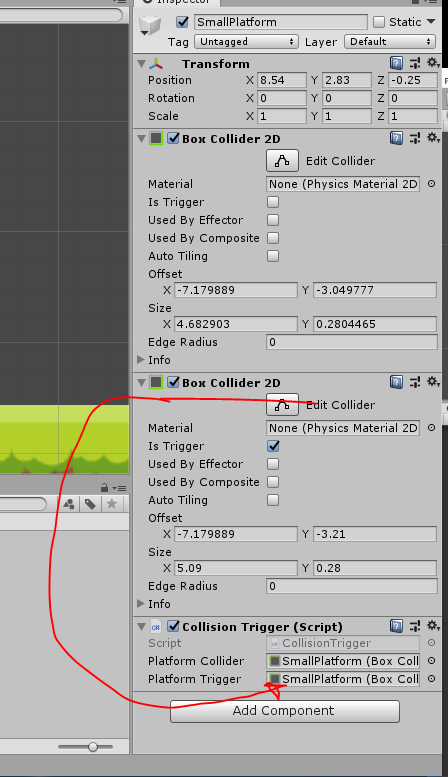 Inspector
SmallPlatform Static
Tag Untagged Layer Default
Transform
Position X 8.54 Y 2.83 Z -0.25
Rotation X 0 Y 0 Z 0
Scale X 1 Y 1 Z 1
Box Collider 2D
Edit Collider
Material None (Physics Material 2D
Is Trigger
Used By Effector
Used By Composite
Auto Tiling
Offset
X -7.179889 Y -3.049777
Size
X 4.682903 Y 0.2804465
Edge Radius 0
Info
Box Collider 2D
Edit Collider
Material None (Physics Material 2D
Is Trigger
Used By Effector
Used By Composite
Auto Tiling
Offset
X -7.179889 Y -3.21
Size
X 5.09 Y 0.28
Edge Radius 0
Info
c# Collision Trigger (Script)
Script CollisionTrigger
Platform Collider SmallPlatform (Box Coll
Platform Trigger SmallPlatform (Box Coll
Add Component